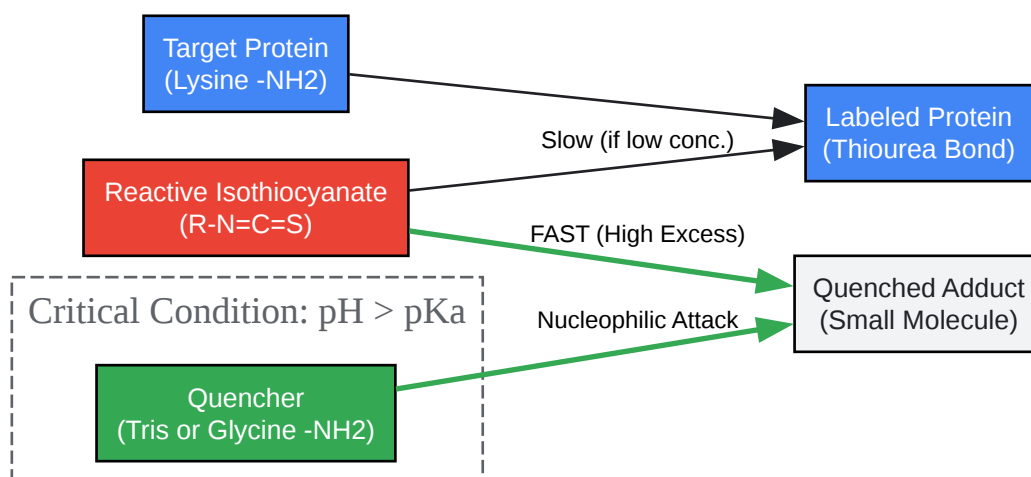 Target Protein
(Lysine -NH2)
Labeled Protein
(Thiourea Bond)
Slow (if low conc.)
Reactive Isothiocyanate
(R-N=C=S)
FAST (High Excess)
Quenched Adduct
(Small Molecule)
Critical Condition: pH > pKa
Nucleophilic Attack
Quencher
(Tris or Glycine -NH2)